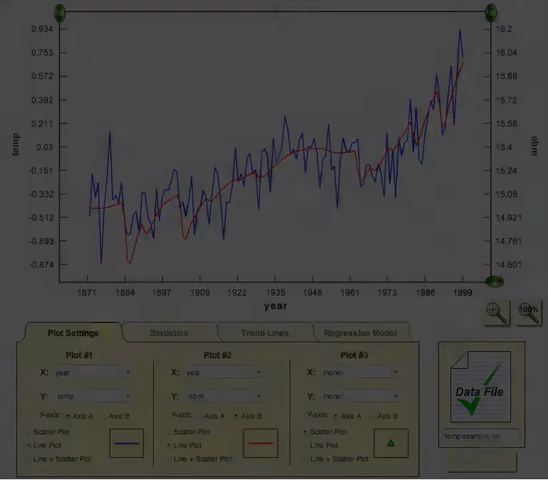 0.934
18.2
0.753
16.04
0.572
15.88
0.392
15.72
0.211
15.56
0.03
15.4
-0.151
15.24
-0.332
15.08
-0.512
14.921
-0.693
14.761
-0.874
14.601
temp
obm
1871 1884 1897 1909 1922 1935 1948 1961 1973 1986 1999
year
100%
Plot Settings Statistics Trend Lines Regression Model
Plot #1 Plot #2 Plot #3
X: year X: year X: (none)
Y: temp Y: Y: (none)
Y-axis: Axis A Axis B Y-axis: Axis A Axis B Y-axis: Axis A Axis B
Scatter Plot Scatter Plot Scatter Plot
Line Plot Line Plot Line Plot
Line + Scatter Plot Line + Scatter Plot Line + Scatter Plot
Data File
tempexample.txt